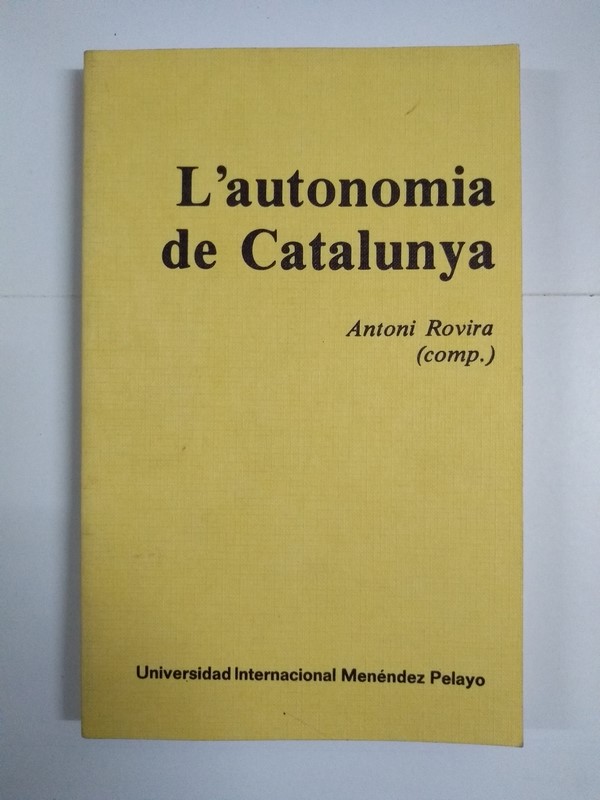 L'autonomia
de Catalunya
Antoni Rovira
(comp.)
Universidad Internacional Menéndez Pelayo